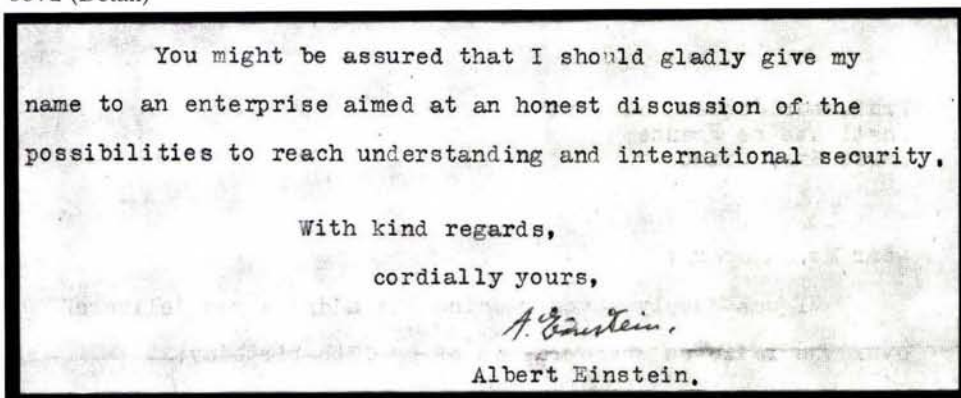 You might be assured that I should gladly give my
name to an enterprise aimed at an honest discussion of the
possibilities to reach understanding and international security.
With kind regards,
cordially yours,
A. Einstein.
Albert Einstein.